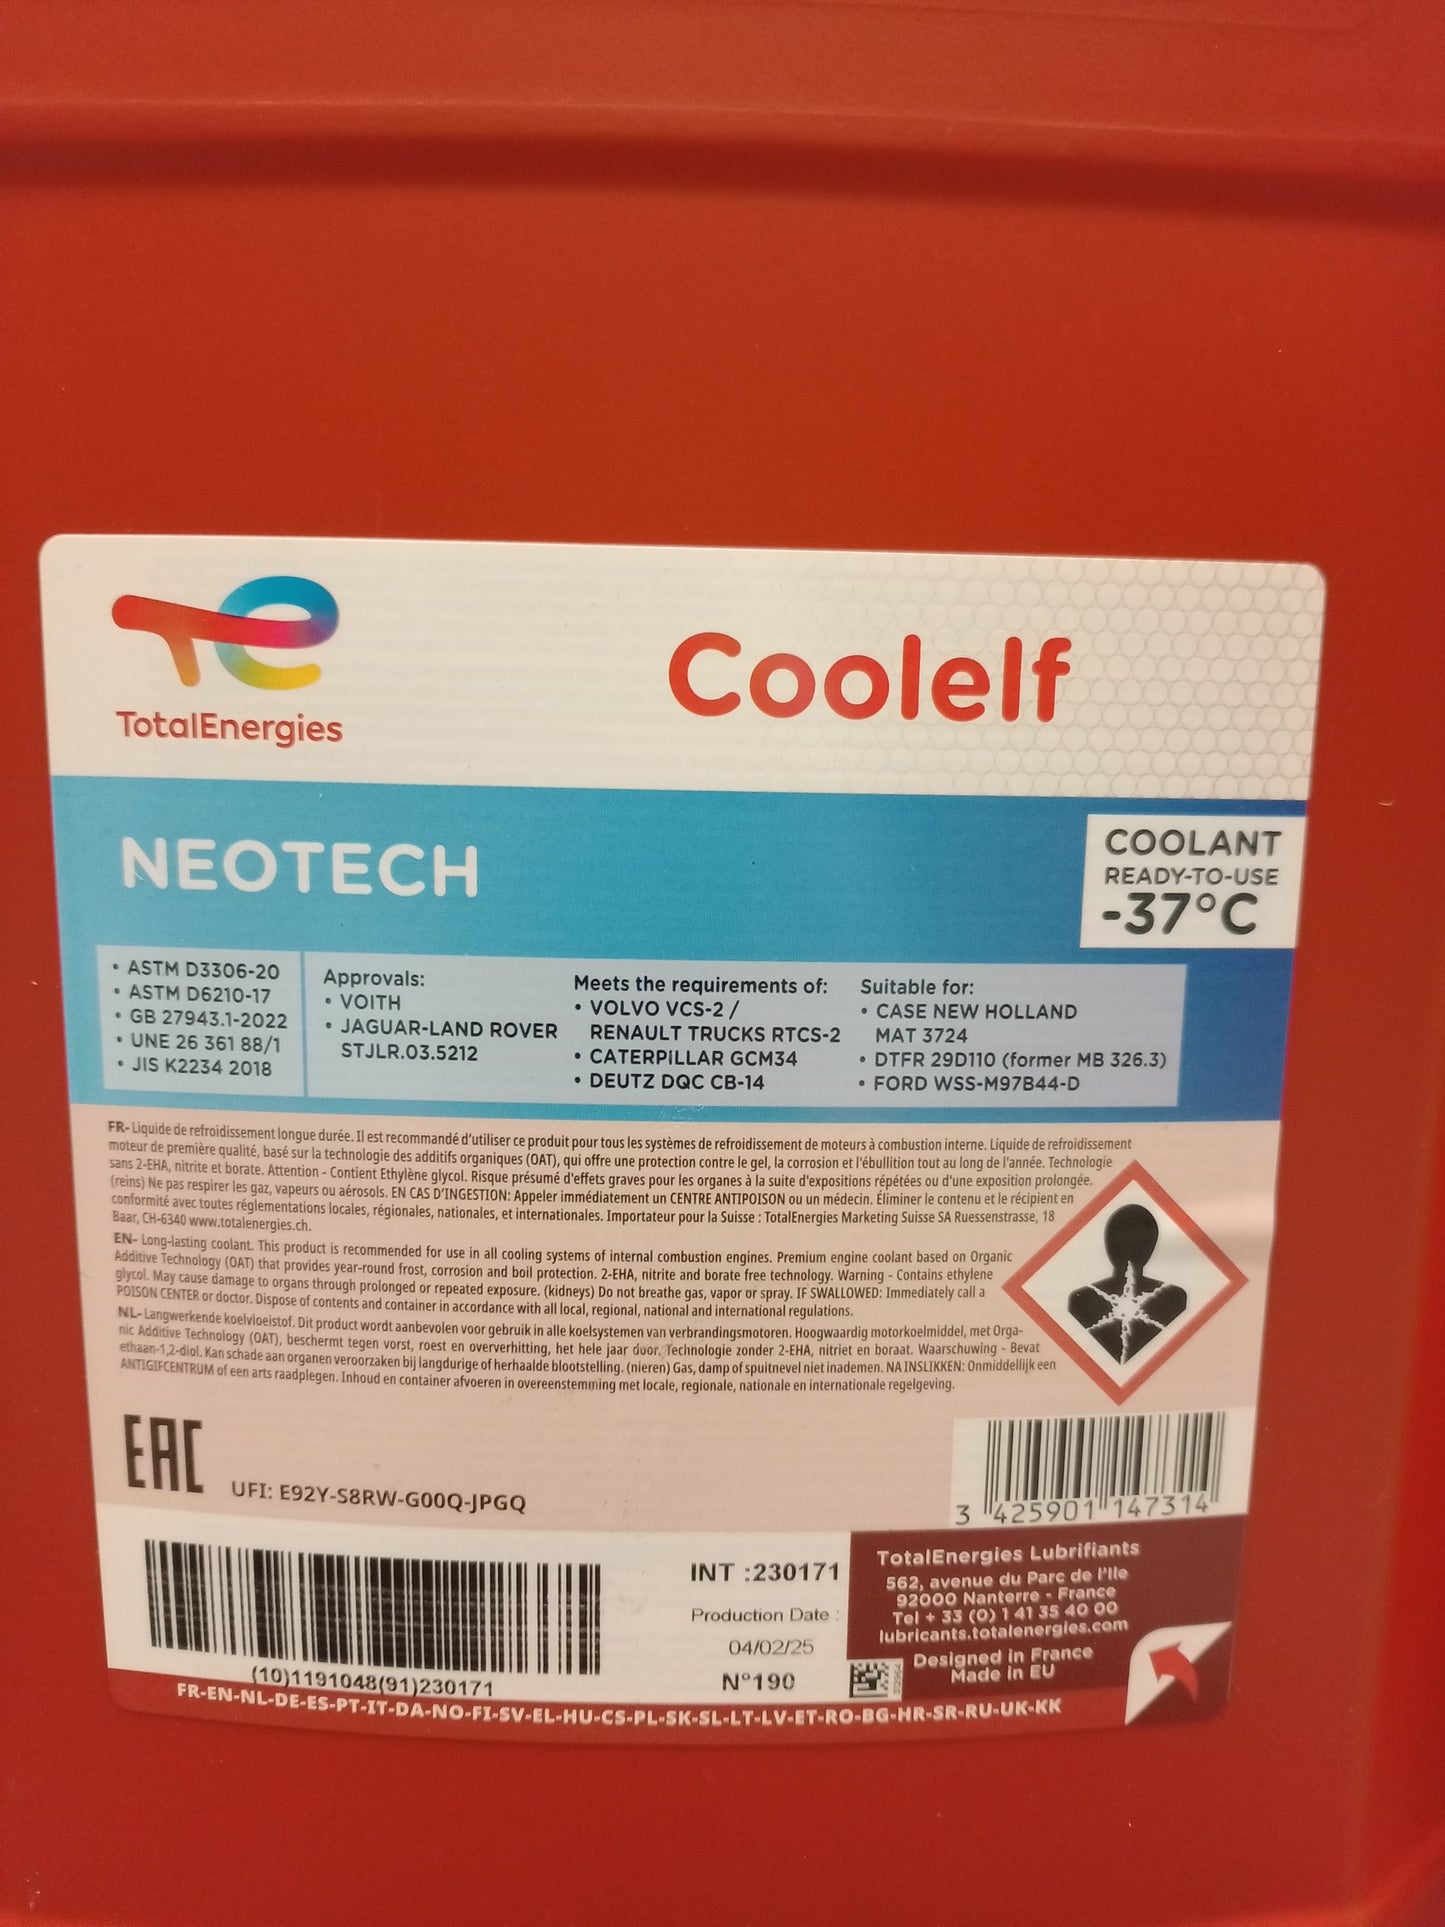 TotalEnergies
Coolelf
NEOTECH
COOLANT
READY-TO-USE
-37°C
• ASTM D3306-20
• ASTM D6210-17
• GB 27943.1-2022
• UNE 26 361 88/1
• JIS K2234 2018
Approvals:
• VOITH
• JAGUAR-LAND ROVER
STJLR.03.5212
Meets the requirements of:
• VOLVO VCS-2 /
RENAULT TRUCKS RTCS-2
• CATERPILLAR GCM34
• DEUTZ DQC CB-14
Suitable for:
• CASE NEW HOLLAND
MAT 3724
• DTFR 29D110 (former MB 326.3)
• FORD WSS-M97B44-D
FR- Liquide de refroidissement longue durée. Il est recommandé d'utiliser ce produit pour tous les systèmes de refroidissement de moteurs à combustion interne. Liquide de refroidissement
moteur de première qualité, basé sur la technologie des additifs organiques (OAT), qui offre une protection contre le gel, la corrosion et l'ébullition tout au long de l'année. Technologie
sans 2-EHA, nitrite et borate. Attention - Contient Ethylène glycol. Risque présumé d'effets graves pour les organes à la suite d'expositions répétées ou d'une exposition prolongée.
(reins) Ne pas respirer les gaz, vapeurs ou aérosols. EN CAS D'INGESTION: Appeler immédiatement un CENTRE ANTIPOISON ou un médecin. Éliminer le contenu et le récipient en
conformité avec toutes réglementations locales, régionales, nationales, et internationales. Importateur pour la Suisse : TotalEnergies Marketing Suisse SA Ruessenstrasse, 18
Baar, CH-6340 www.totalenergies.ch.
EN- Long-lasting coolant. This product is recommended for use in all cooling systems of internal combustion engines. Premium engine coolant based on Organic
Additive Technology (OAT) that provides year-round frost, corrosion and boil protection. 2-EHA, nitrite and borate free technology. Warning - Contains ethylene
glycol. May cause damage to organs through prolonged or repeated exposure. (kidneys) Do not breathe gas, vapor or spray. IF SWALLOWED: Immediately call a
POISON CENTER or doctor. Dispose of contents and container in accordance with all local, regional, national and international regulations.
NL- Langwerkende koelvloeistof. Dit product wordt aanbevolen voor gebruik in alle koelsystemen van verbrandingsmotoren. Hoogwaardig motorkoelmiddel, met Orga-
nic Additive Technology (OAT), beschermt tegen vorst, roest en oververhitting, het hele jaar door. Technologie zonder 2-EHA, nitriet en boraat. Waarschuwing - Bevat
ethaan-1,2-diol. Kan schade aan organen veroorzaken bij langdurige of herhaalde blootstelling. (nieren) Gas, damp of spuitnevel niet inademen. NA INSLIKKEN: Onmiddellijk een
ANTIGIFCENTRUM of een arts raadplegen. Inhoud en container afvoeren in overeenstemming met locale, regionale, nationale en internationale regelgeving.
EAC
UFI: E92Y-S8RW-G00Q-JPGQ
3 425901 147314
(10)1191048(91)230171
INT :230171
Production Date :
04/02/25
N°190
TotalEnergies Lubrifiants
562, avenue du Parc de l'Ile
92000 Nanterre - France
Tel + 33 (0) 1 41 35 40 00
lubricants.totalenergies.com
Designed in France
Made in EU
FR-EN-NL-DE-ES-PT-IT-DA-NO-FI-SV-EL-HU-CS-PL-SK-SL-LT-LV-ET-RO-BG-HR-SR-RU-UK-KK